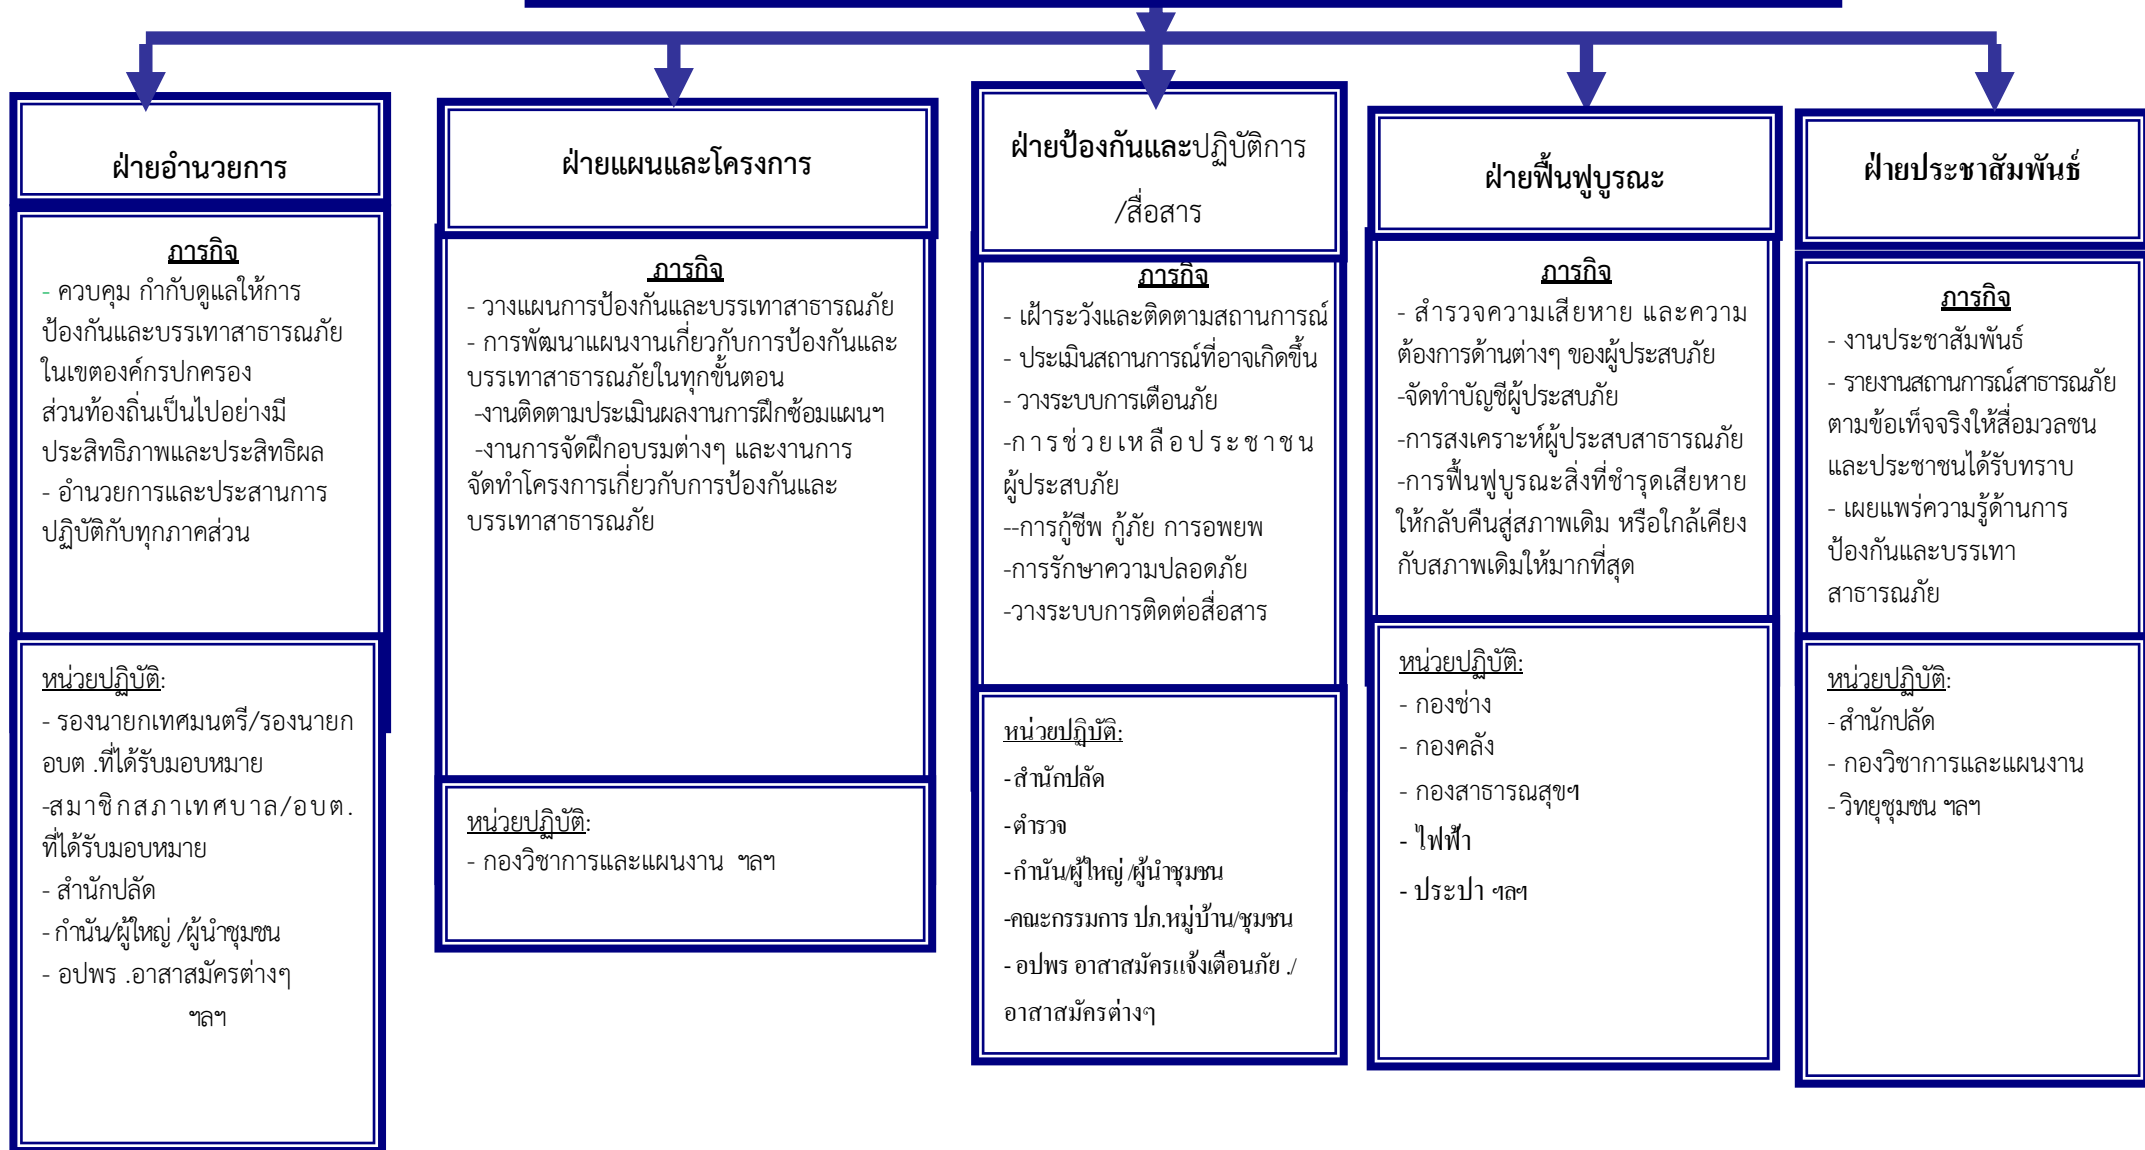 ฝ่ายอำนวยการ
ภารกิจ
- ควบคุม กำกับดูแลให้การ
ป้องกันและบรรเทาสาธารณภัย
ในเขตองค์กรปกครอง
ส่วนท้องถิ่นเป็นไปอย่างมี
ประสิทธิภาพและประสิทธิผล
- อำนวยการและประสานการ
ปฏิบัติกับทุกภาคส่วน
หน่วยปฏิบัติ:
- รองนายกเทศมนตรี/รองนายก
อบต .ที่ได้รับมอบหมาย
-สมาชิกสภาเทศบาล/อบต.
ที่ได้รับมอบหมาย
- สำนักปลัด
- กำนัน/ผู้ใหญ่ /ผู้นำชุมชน
- อปพร .อาสาสมัครต่างๆ
ฯลฯ
ฝ่ายแผนและโครงการ
ภารกิจ
- วางแผนการป้องกันและบรรเทาสาธารณภัย
- การพัฒนาแผนงานเกี่ยวกับการป้องกันและ
บรรเทาสาธารณภัยในทุกขั้นตอน
-งานติดตามประเมินผลงานการฝึกซ้อมแผนฯ
-งานการจัดฝึกอบรมต่างๆ และงานการ
จัดทำโครงการเกี่ยวกับการป้องกันและ
บรรเทาสาธารณภัย
หน่วยปฏิบัติ:
- กองวิชาการและแผนงาน ฯลฯ
ฝ่ายป้องกันและปฏิบัติการ
/สื่อสาร
ภารกิจ
- เฝ้าระวังและติดตามสถานการณ์
- ประเมินสถานการณ์ที่อาจเกิดขึ้น
- วางระบบการเตือนภัย
-การช่วยเหลือประชาชน
ผู้ประสบภัย
--การกู้ชีพ กู้ภัย การอพยพ
-การรักษาความปลอดภัย
-วางระบบการติดต่อสื่อสาร
หน่วยปฏิบัติ:
- สำนักปลัด
- ตำรวจ
- กำนัน/ผู้ใหญ่ /ผู้นำชุมชน
-คณะกรรมการ ปภ.หมู่บ้าน/ชุมชน
- อปพร อาสาสมัครแจ้งเตือนภัย ./
อาสาสมัครต่างๆ
ฝ่ายฟื้นฟูบูรณะ
ภารกิจ
- สำรวจความเสียหาย และความ
ต้องการด้านต่างๆ ของผู้ประสบภัย
-จัดทำบัญชีผู้ประสบภัย
-การสงเคราะห์ผู้ประสบสาธารณภัย
-การฟื้นฟูบูรณะสิ่งที่ชำรุดเสียหาย
ให้กลับคืนสู่สภาพเดิม หรือใกล้เคียง
กับสภาพเดิมให้มากที่สุด
หน่วยปฏิบัติ:
- กองช่าง
- กองคลัง
- กองสาธารณสุขฯ
- ไฟฟ้า
- ประปา ฯลฯ
ฝ่ายประชาสัมพันธ์
ภารกิจ
- งานประชาสัมพันธ์
- รายงานสถานการณ์สาธารณภัย
ตามข้อเท็จจริงให้สื่อมวลชน
และประชาชนได้รับทราบ
- เผยแพร่ความรู้ด้านการ
ป้องกันและบรรเทา
สาธารณภัย
หน่วยปฏิบัติ:
- สำนักปลัด
- กองวิชาการและแผนงาน
- วิทยุชุมชน ฯลฯ